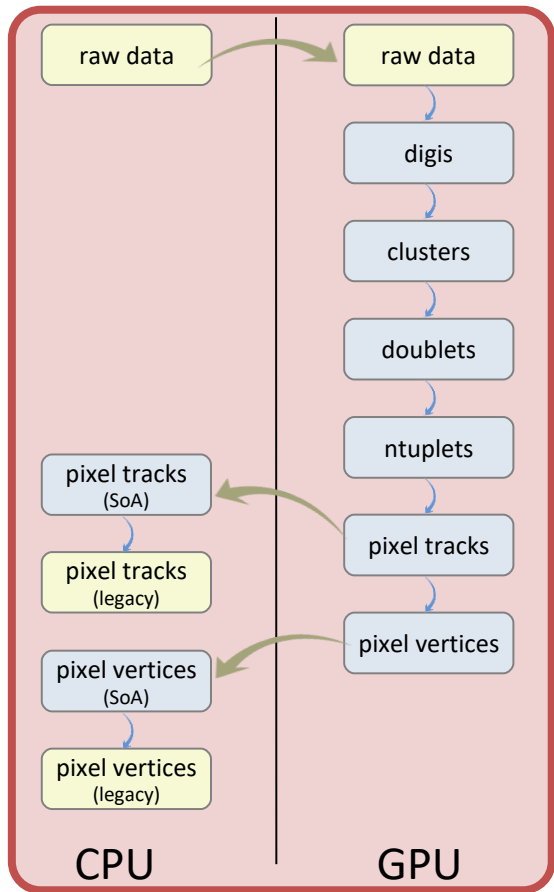 raw data
pixel tracks
(SoA)
pixel tracks
(legacy)
pixel vertices
(SoA)
pixel vertices
(legacy)
CPU
raw data
digis
clusters
doublets
ntuplets
pixel tracks
pixel vertices
GPU